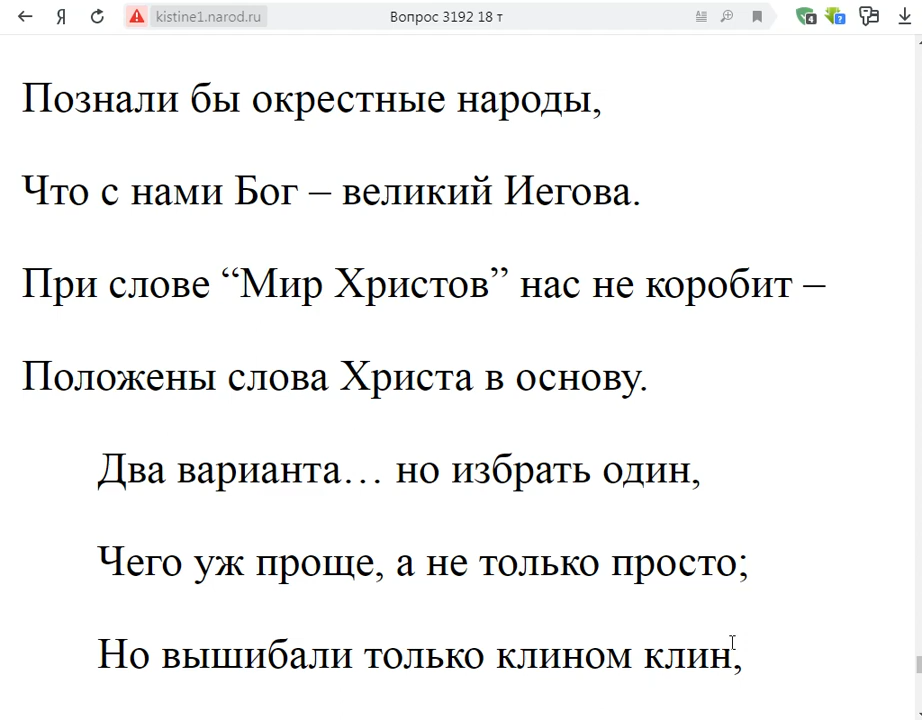 Я
kistine1.narod.ru
Вопрос 3192 18 т
4
?
Познали бы окрестные народы,
Что с нами Бог – великий Иегова.
При слове “Мир Христов” нас не коробит –
Положены слова Христа в основу.
Два варианта… но избрать один,
Чего уж проще, а не только просто;
Но вышибали только клином клин,